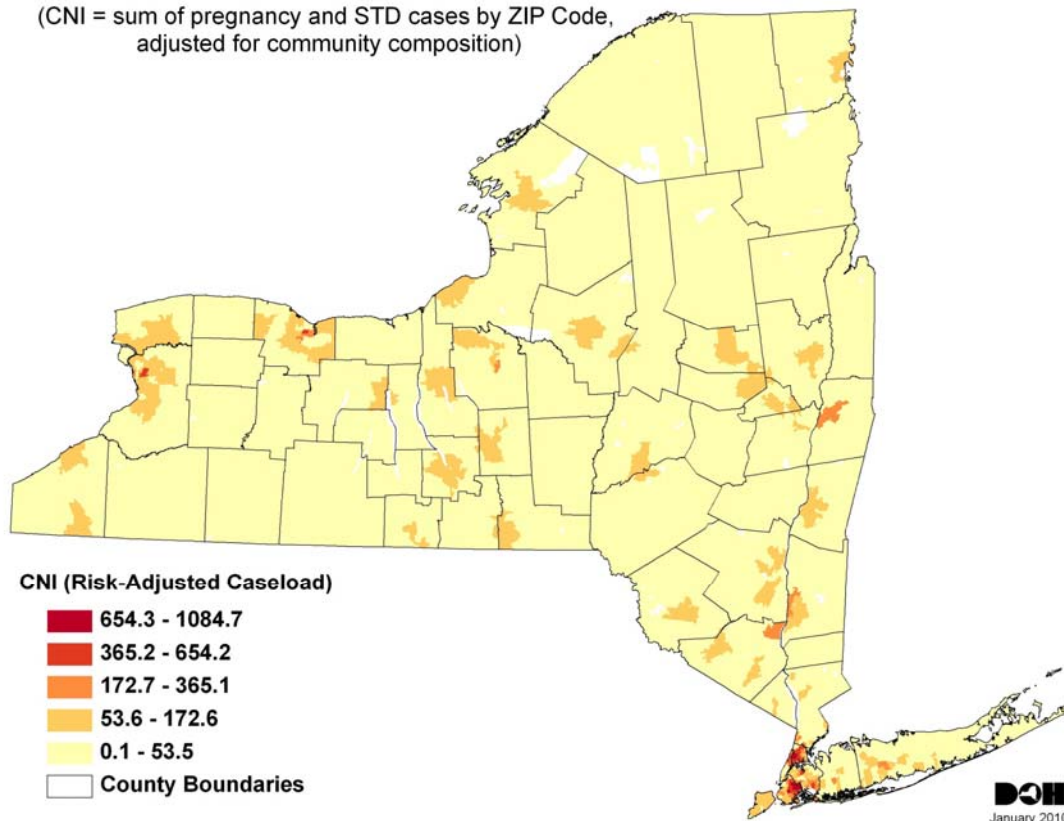 (CNI = sum of pregnancy and STD cases by ZIP Code,
adjusted for community composition)
CNI (Risk-Adjusted Caseload)
654.3 - 1084.7
365.2 - 654.2
172.7 - 365.1
53.6 - 172.6
0.1 - 53.5
County Boundaries
DOH